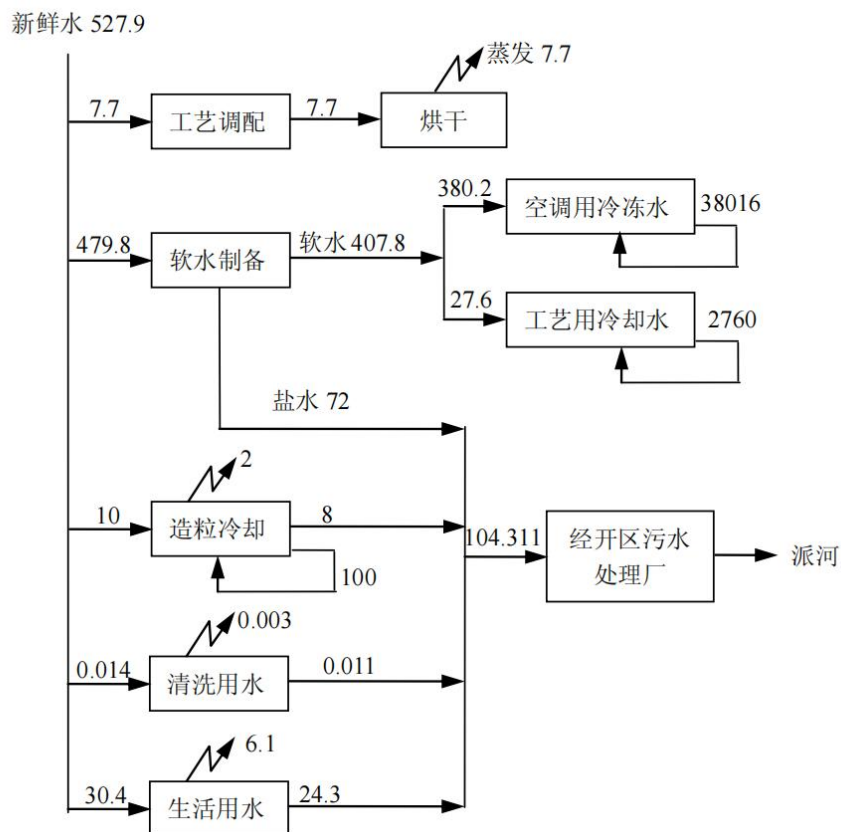 新鲜水 527.9
蒸发 7.7
7.7
工艺调配
7.7
烘干
380.2
空调用冷冻水
38016
479.8
软水制备
软水 407.8
27.6
工艺用冷却水
2760
盐水 72
2
10
造粒冷却
8
100
104.311
经开区污水
处理厂
派河
0.003
0.014
清洗用水
0.011
6.1
30.4
生活用水
24.3